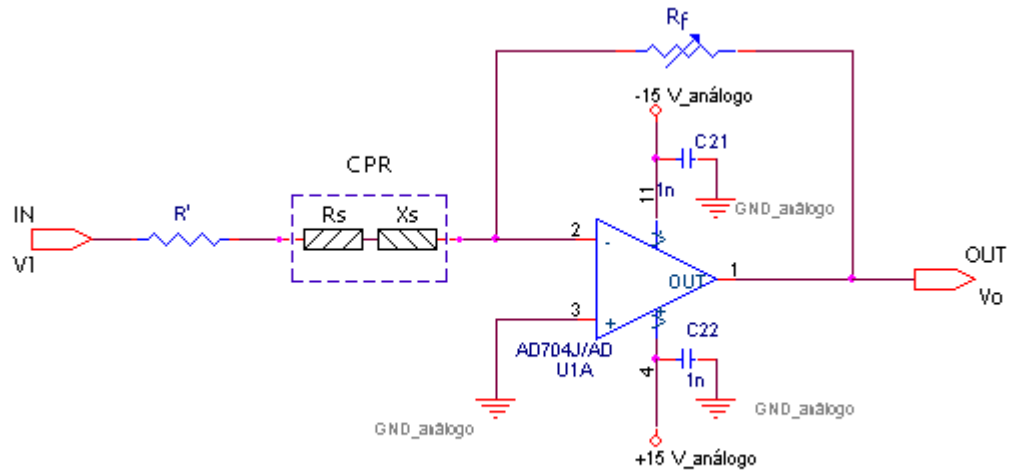 Rf
-15 V_análogo
C21
11
1n
GND_análogo
CPR
IN
R'
Rs
Xs
V1
2
-
3
+
OUT
1
OUT
Vo
AD704J/AD
U1A
C22
4
1n
GND_análogo
GND_análogo
+15 V_análogo